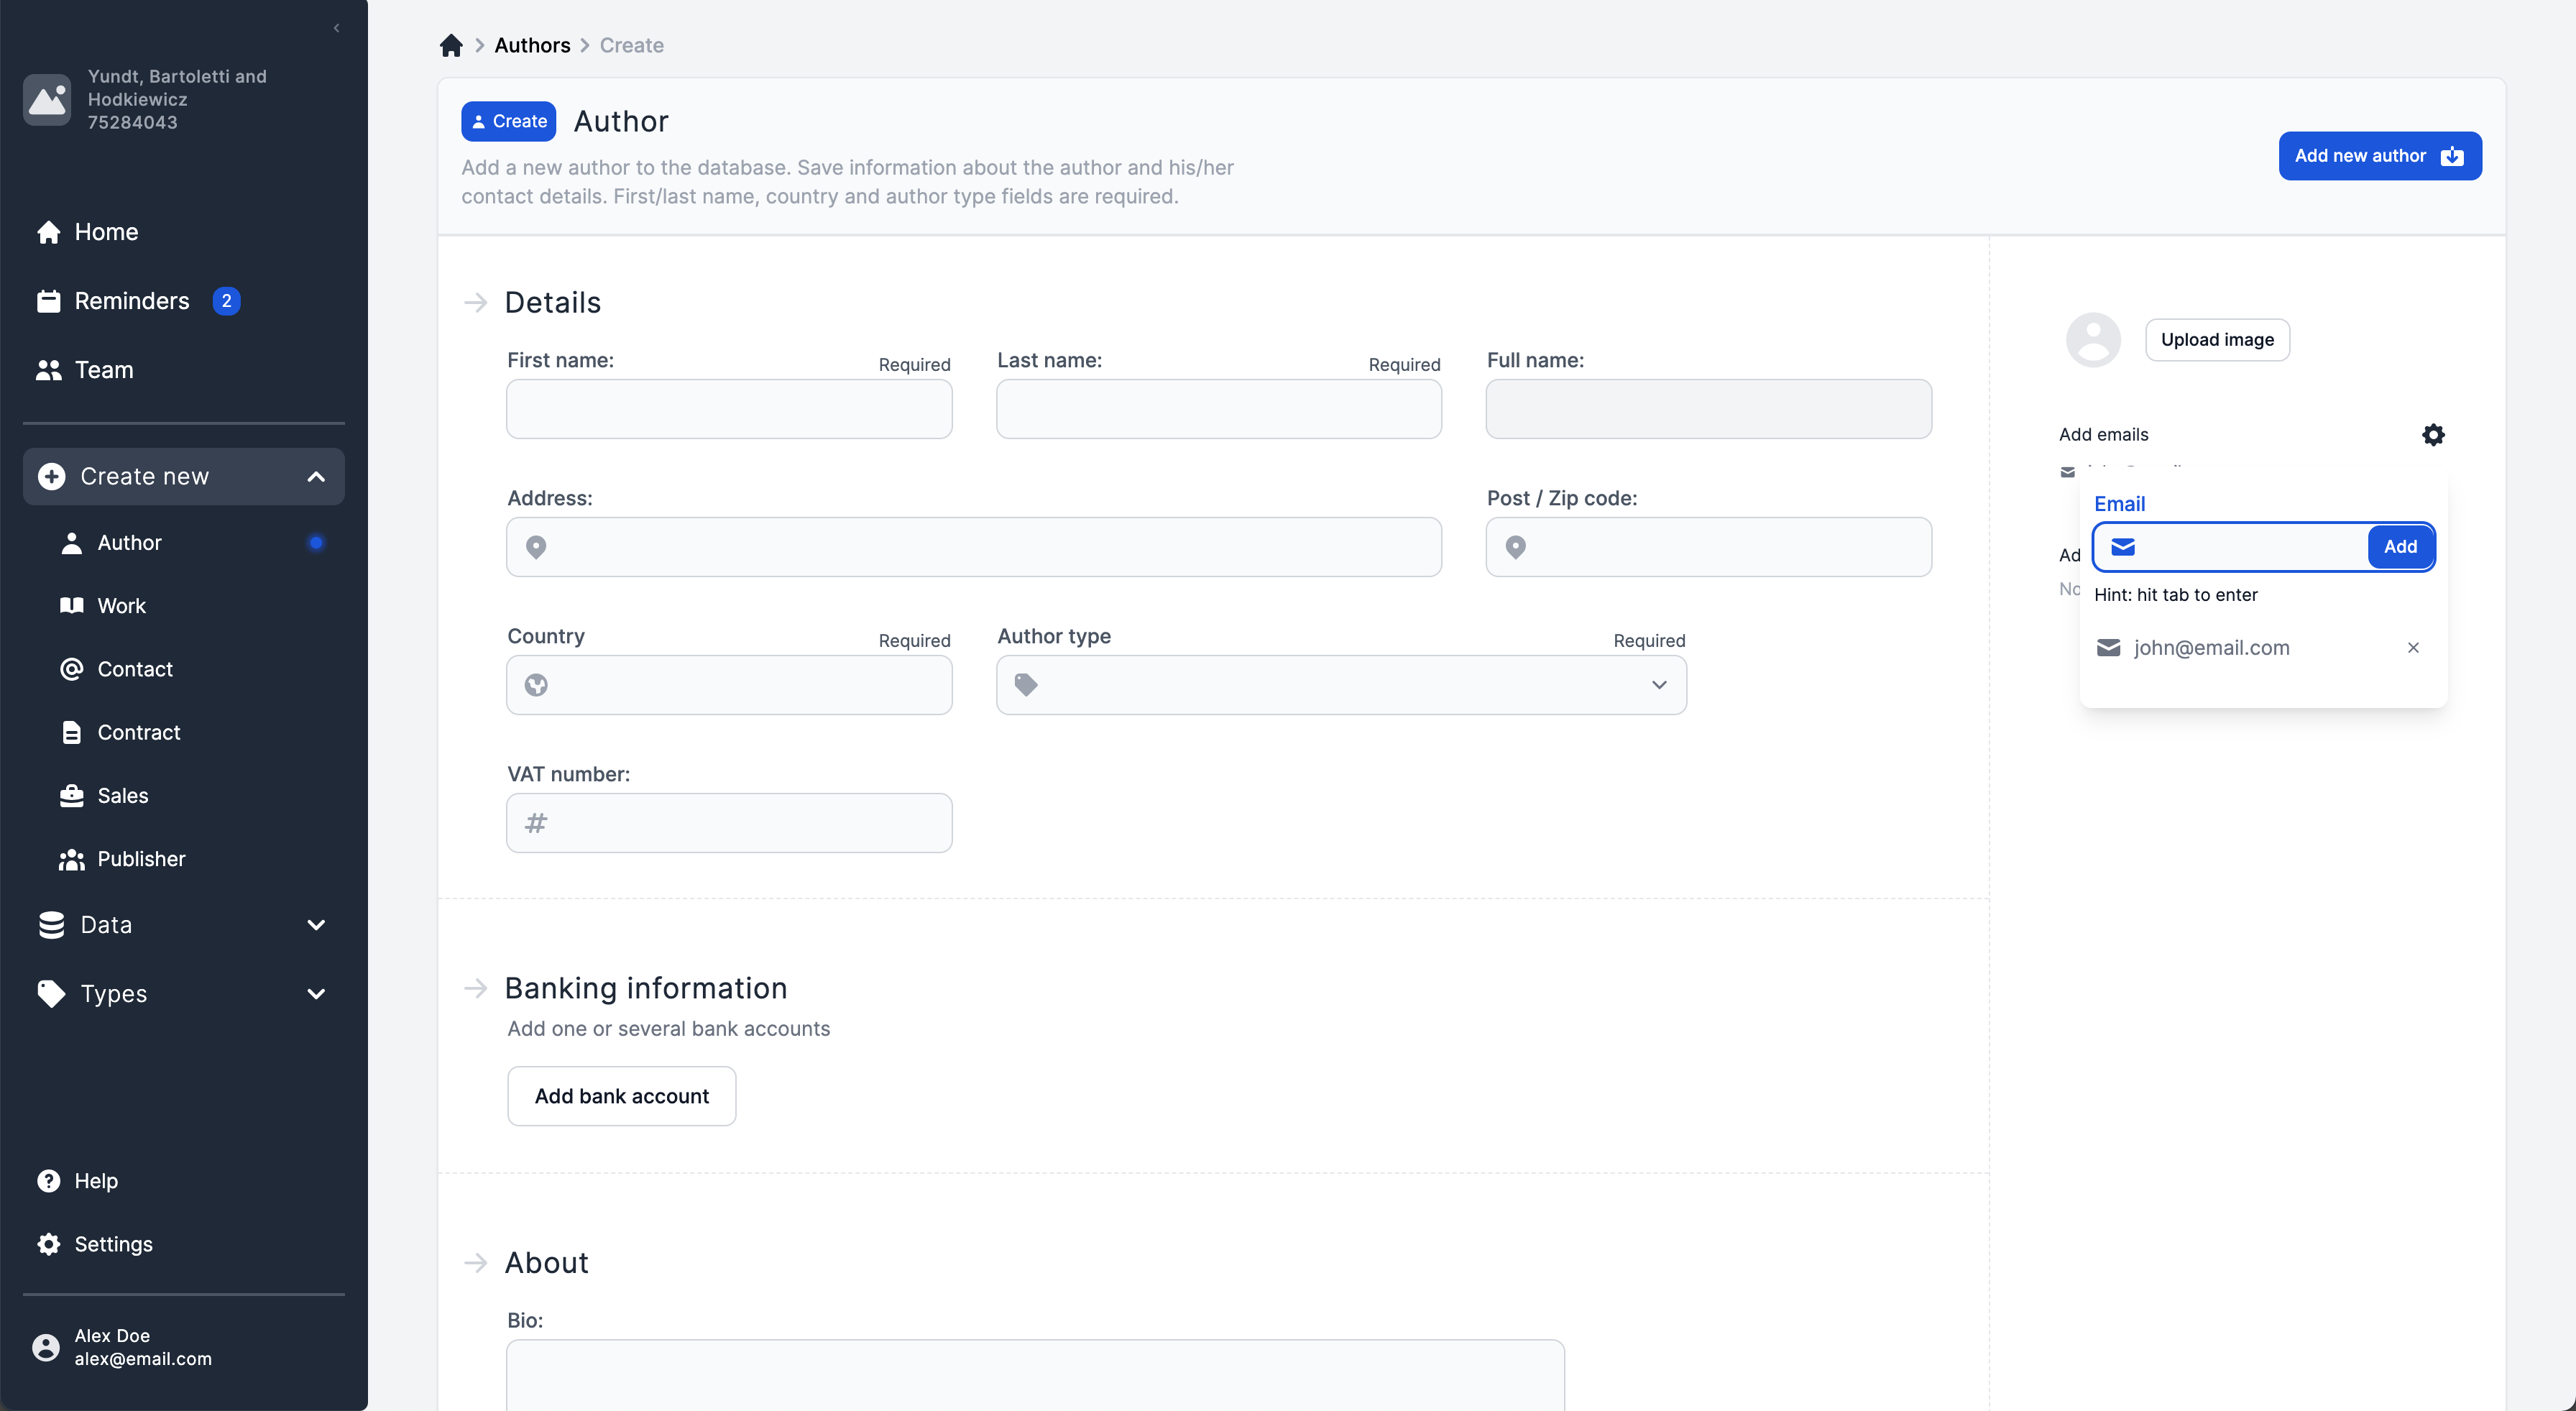 Yundt, Bartoletti and
Hodkiewicz
75284043
Home
Reminders 2
Team
Create new
Author
Work
Contact
Contract
Sales
Publisher
Data
Types
Help
Settings
Alex Doe
alex@email.com
Authors Create
Create Author
Add a new author to the database. Save information about the author and his/her
contact details. First/last name, country and author type fields are required.
Add new author
Details
First name: Required
Last name: Required
Full name:
Address:
Post / Zip code:
Country Required
Author type Required
VAT number:
#
Banking information
Add one or several bank accounts
Add bank account
About
Bio:
Upload image
Add emails
Email
Add
Hint: hit tab to enter
john@email.com